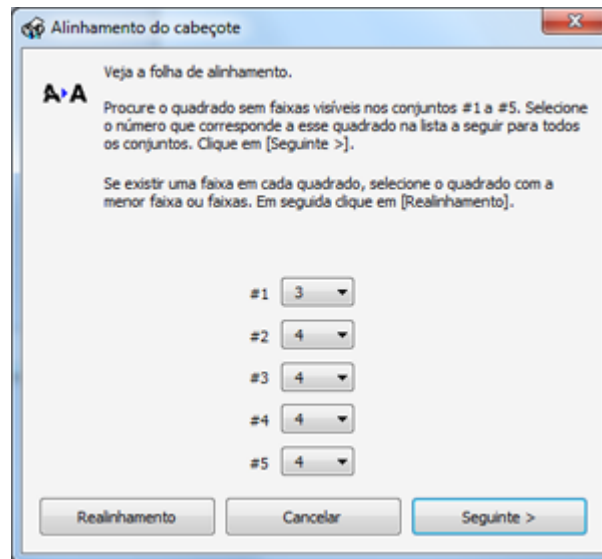 Alinhamento do cabeçote
Veja a folha de alinhamento.
A A
Procure o quadrado sem faixas visíveis nos conjuntos #1 a #5. Selecione
o número que corresponde a esse quadrado na lista a seguir para todos
os conjuntos. Clique em [Seguinte >].
Se existir uma faixa em cada quadrado, selecione o quadrado com a
menor faixa ou faixas. Em seguida clique em [Realinhamento].
#1 3
#2 4
#3 4
#4 4
#5 4
Realinhamento Cancelar Seguinte >